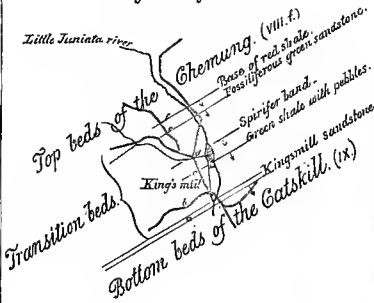 Little Juniata river
Top beds of the Chemung. (VIII.f.)
Base of red shale.
Fossiliferous green sandstone.
Spirifer band.
Green shale with pebbles.
King's mill
Kingsmill sandstone
Transition beds.
Bottom beds of the Catskill. (IX)